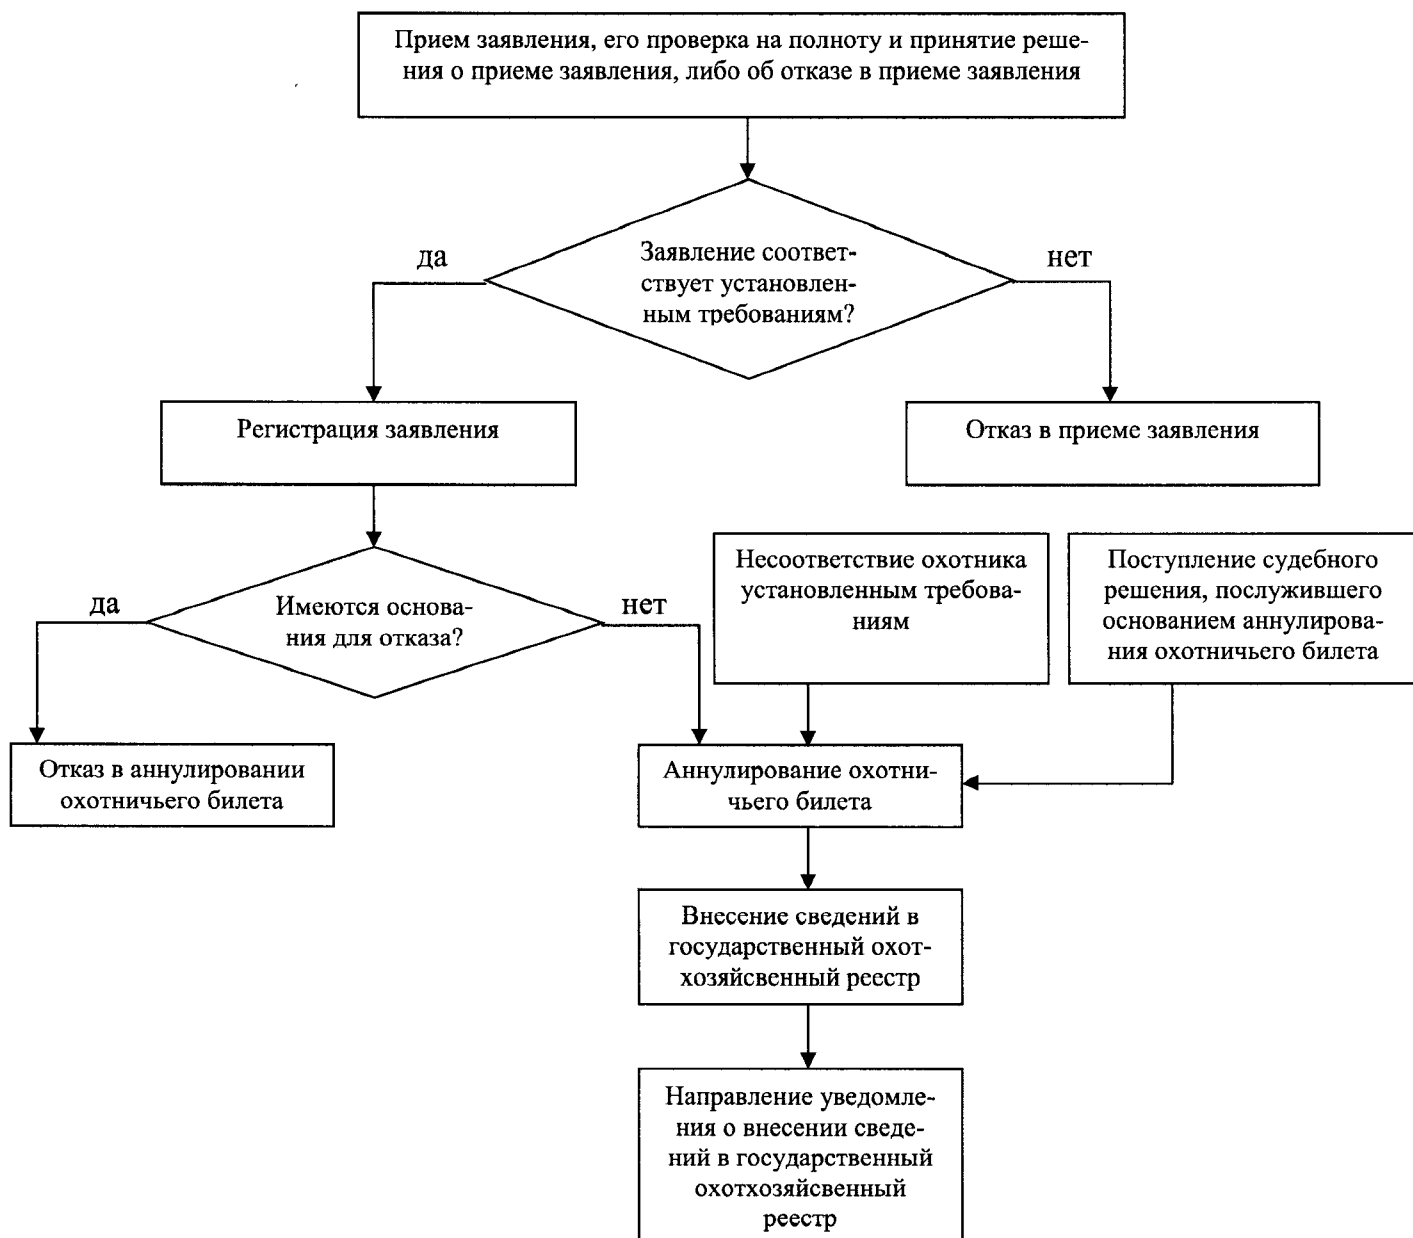 Прием заявления, его проверка на полноту и принятие реше-
ния о приеме заявления, либо об отказе в приеме заявления
да
Заявление соответ-
ствует установлен-
ным требованиям?
нет
Регистрация заявления
Отказ в приеме заявления
да
Имеются основа-
ния для отказа?
нет
Несоответствие охотника
установленным требова-
ниям
Поступление судебного
решения, послужившего
основанием аннулирова-
ния охотничьего билета
Отказ в аннулировании
охотничьего билета
Аннулирование охотни-
чьего билета
Внесение сведений в
государственный охот-
хозяйсвенный реестр
Направление уведомле-
ния о внесении сведе-
ний в государственный
охотхозяйсвенный
реестр